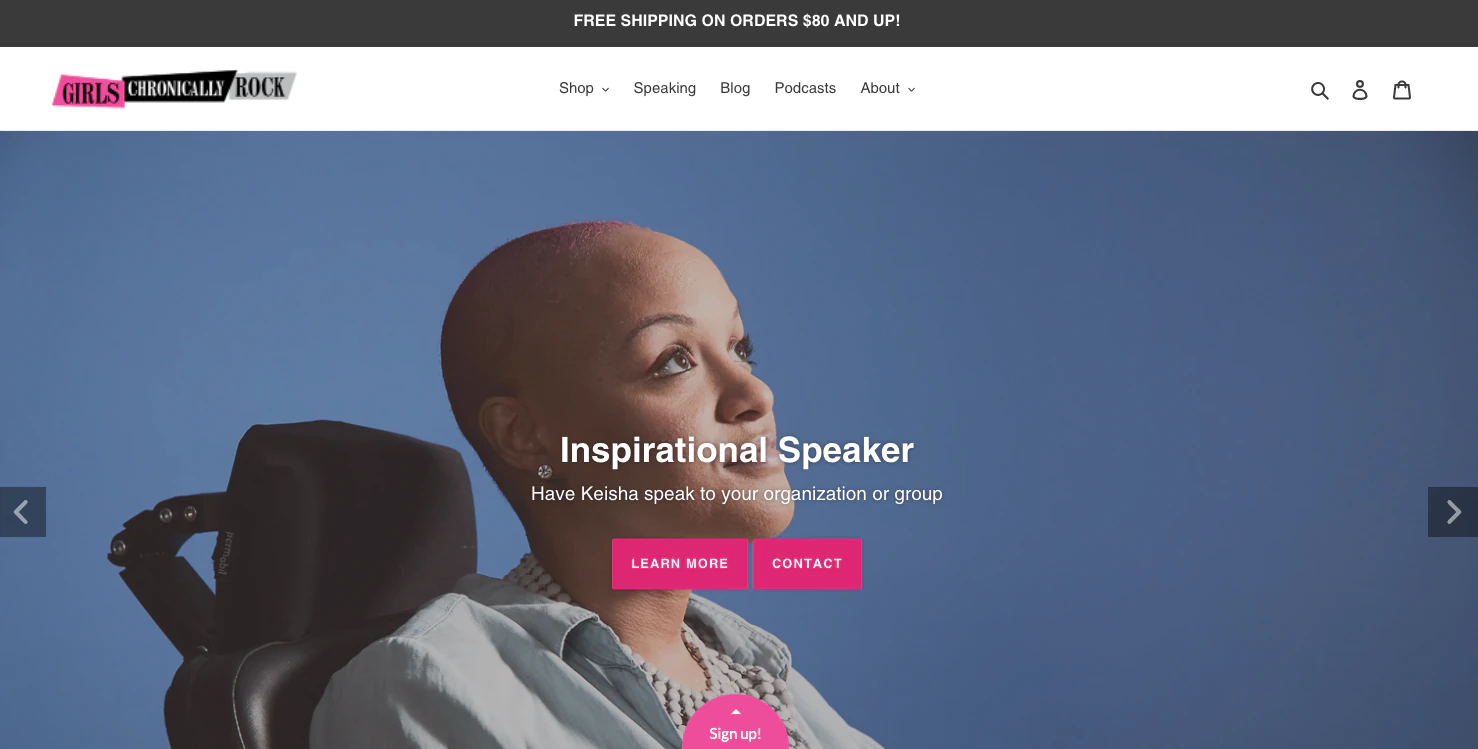 FREE SHIPPING ON ORDERS $80 AND UP!
GIRLS CHRONICALLY ROCK
Shop
Speaking
Blog
Podcasts
About
Inspirational Speaker
Have Keisha speak to your organization or group
permobil
LEARN MORE
CONTACT
Sign up!